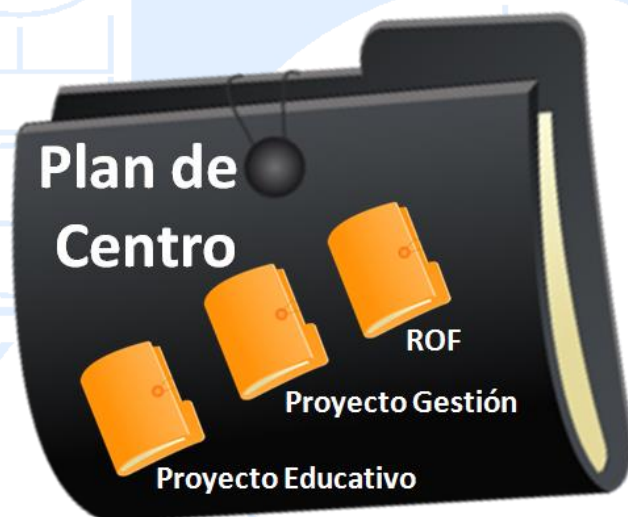 Plan de
Centro
ROF
Proyecto Gestión
Proyecto Educativo